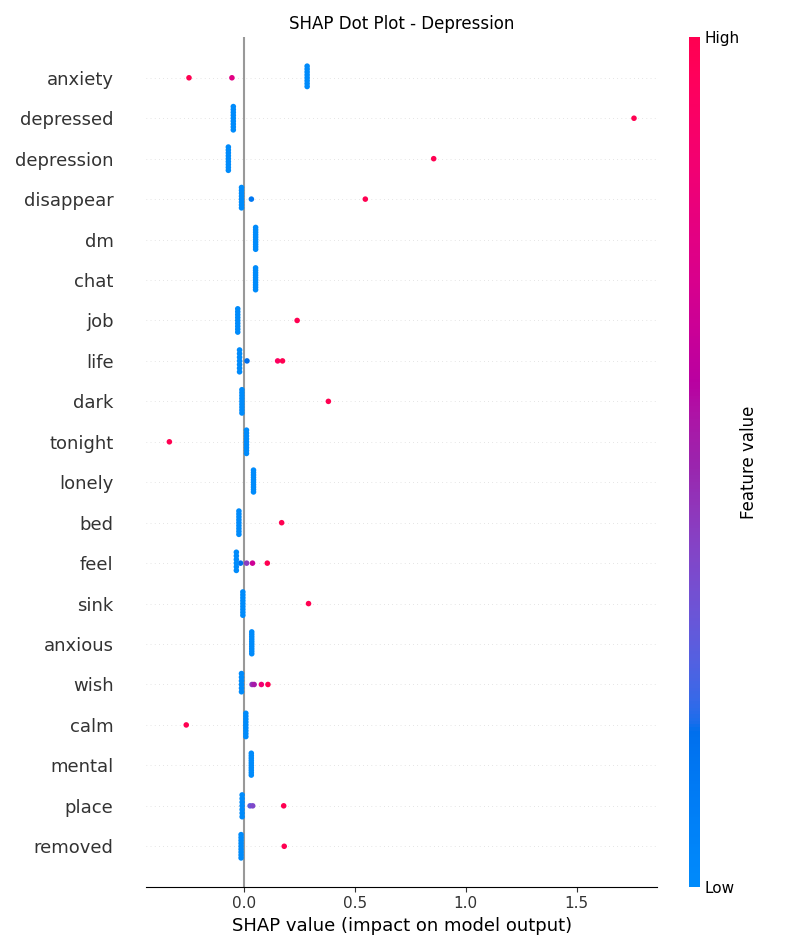 SHAP Dot Plot - Depression
High
anxiety
depressed
depression
disappear
dm
chat
job
life
dark
tonight
lonely
bed
feel
sink
anxious
wish
calm
mental
place
removed
Feature value
Low
0.0 0.5 1.0 1.5
SHAP value (impact on model output)